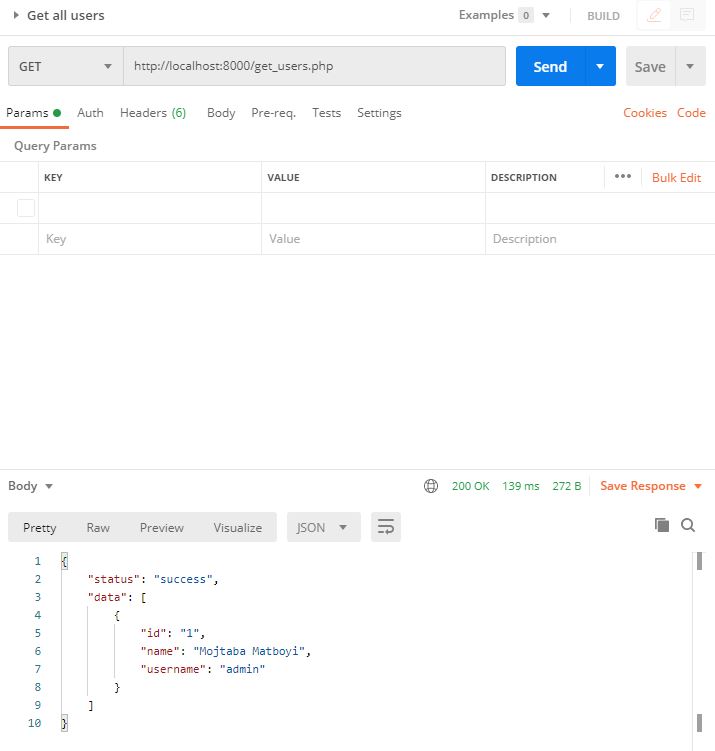 Get all users Examples 0 BUILD
GET http://localhost:8000/get_users.php Send Save
Params Auth Headers (6) Body Pre-req. Tests Settings Cookies Code
Query Params
KEY VALUE DESCRIPTION ••• Bulk Edit
Key Value Description
Body 200 OK 139 ms 272 B Save Response
Pretty Raw Preview Visualize JSON
1 {
2 "status": "success",
3 "data": [
4 {
5 "id": "1",
6 "name": "Mojtaba Matboyi",
7 "username": "admin"
8 }
9 ]
10 }